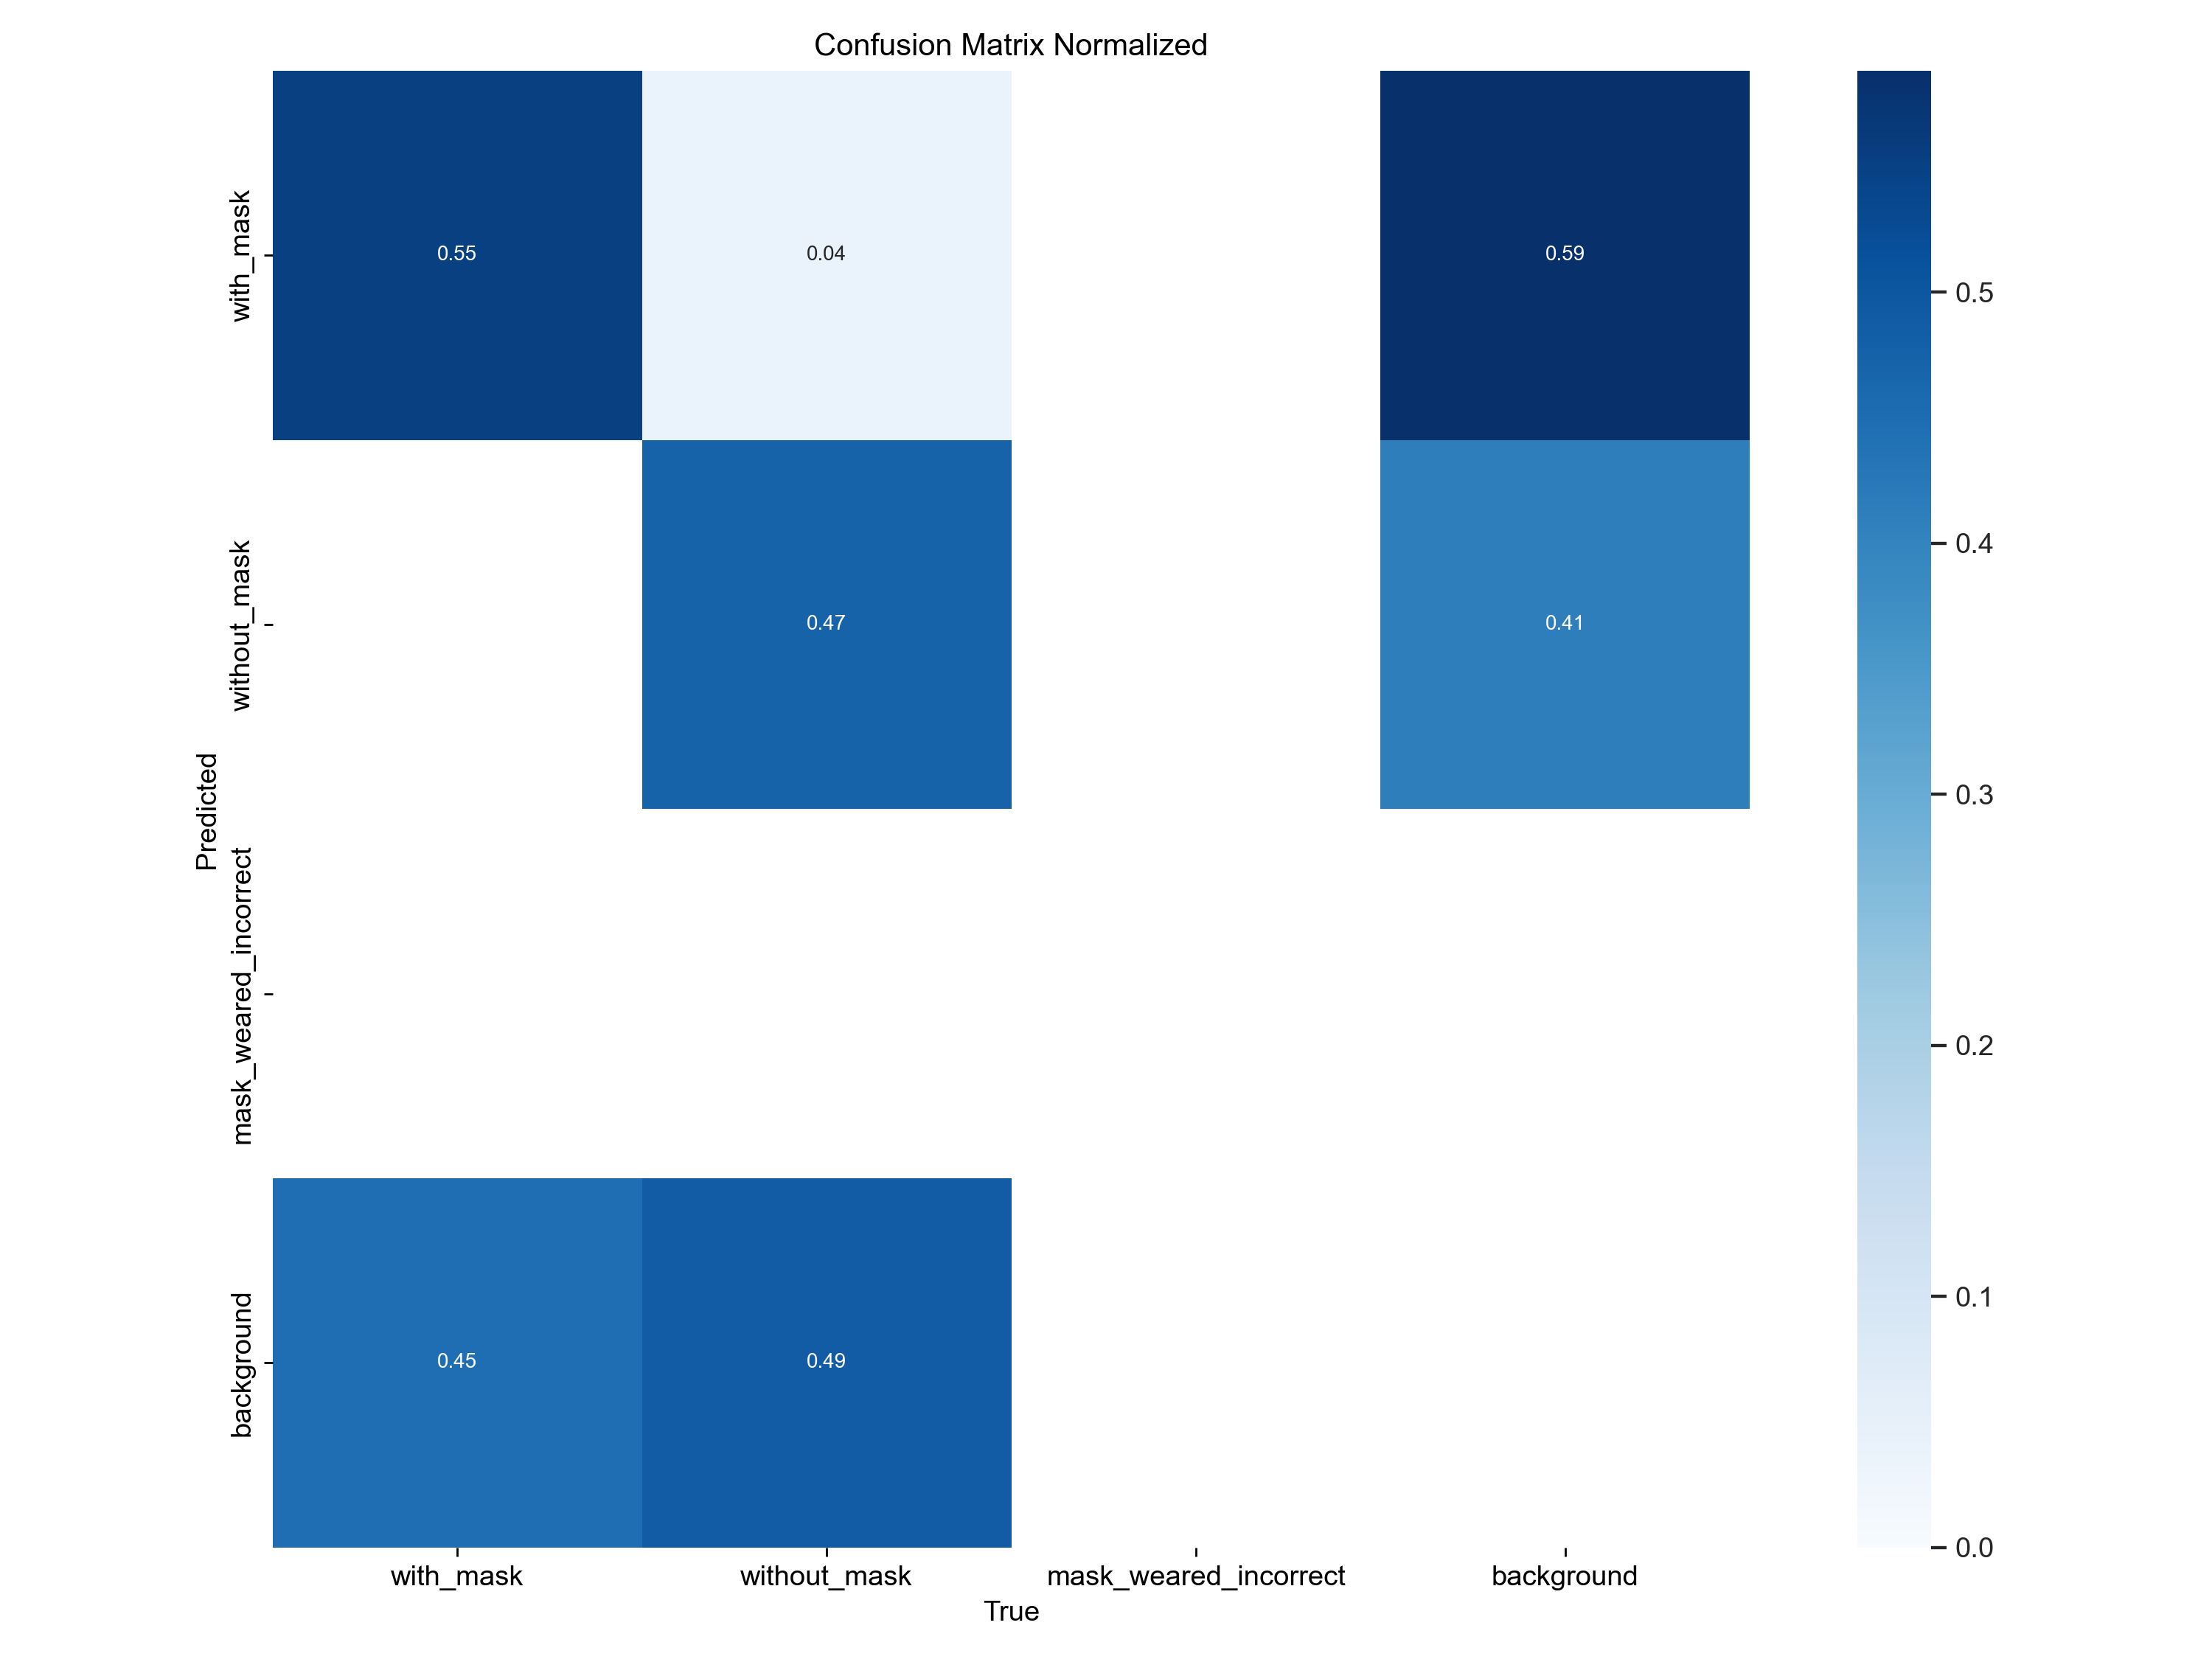 Confusion Matrix Normalized
with_mask
0.55
0.04
0.59
without_mask
0.47
0.41
mask_weared_incorrect
background
0.45
0.49
Predicted
with_mask
without_mask
mask_weared_incorrect
background
True
0.5
0.4
0.3
0.2
0.1
0.0